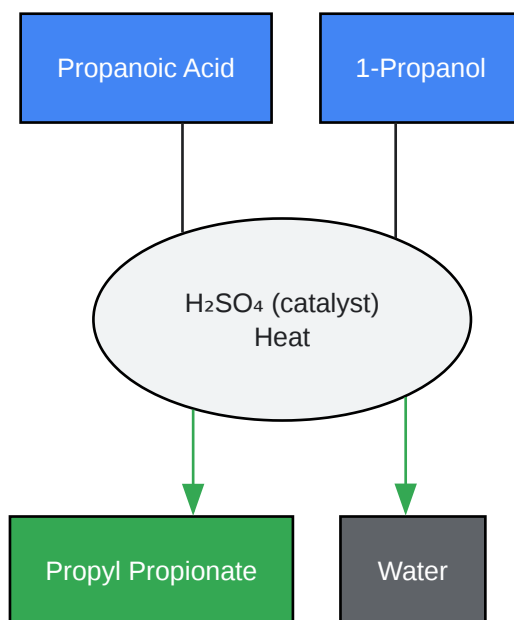 Propanoic Acid
1-Propanol
H₂SO₄ (catalyst)
Heat
Propyl Propionate
Water